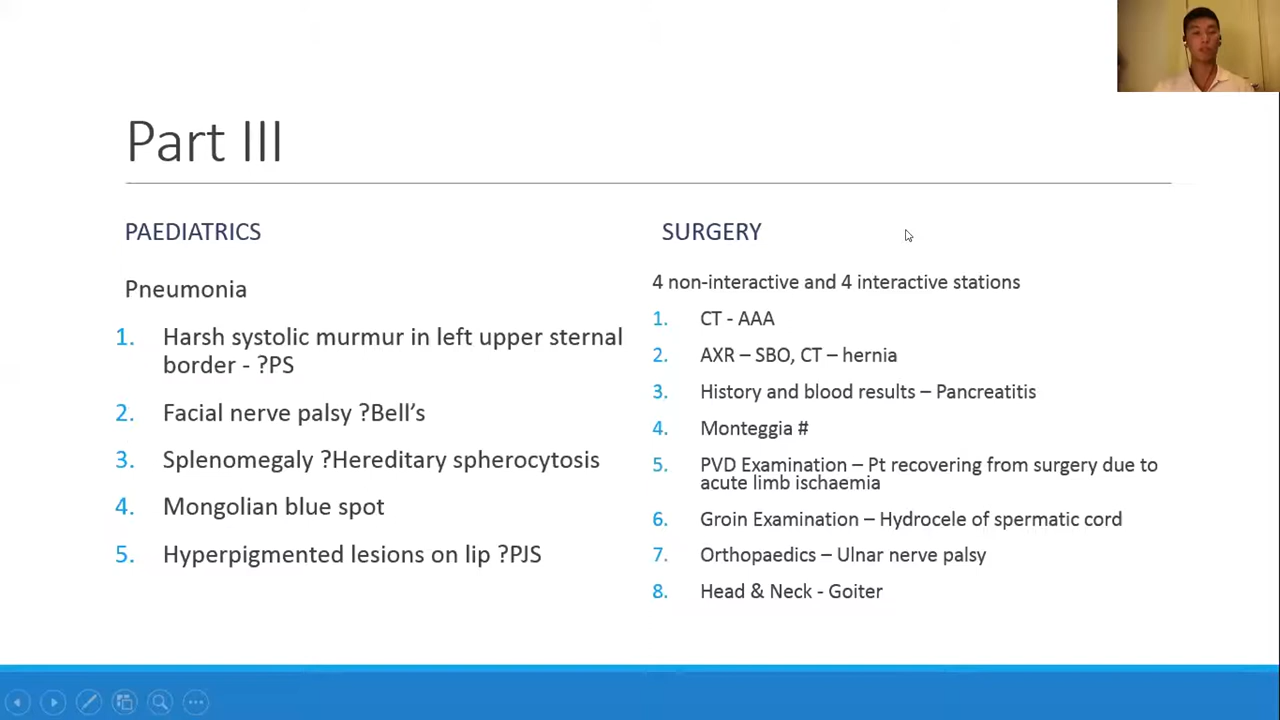 Part III
PAEDIATRICS
Pneumonia
1. Harsh systolic murmur in left upper sternal
border - ?PS
2. Facial nerve palsy ?Bell’s
3. Splenomegaly ?Hereditary spherocytosis
4. Mongolian blue spot
5. Hyperpigmented lesions on lip ?PJS
SURGERY
4 non-interactive and 4 interactive stations
1. CT - AAA
2. AXR – SBO, CT – hernia
3. History and blood results – Pancreatitis
4. Monteggia #
5. PVD Examination – Pt recovering from surgery due to
acute limb ischaemia
6. Groin Examination – Hydrocele of spermatic cord
7. Orthopaedics – Ulnar nerve palsy
8. Head & Neck - Goiter